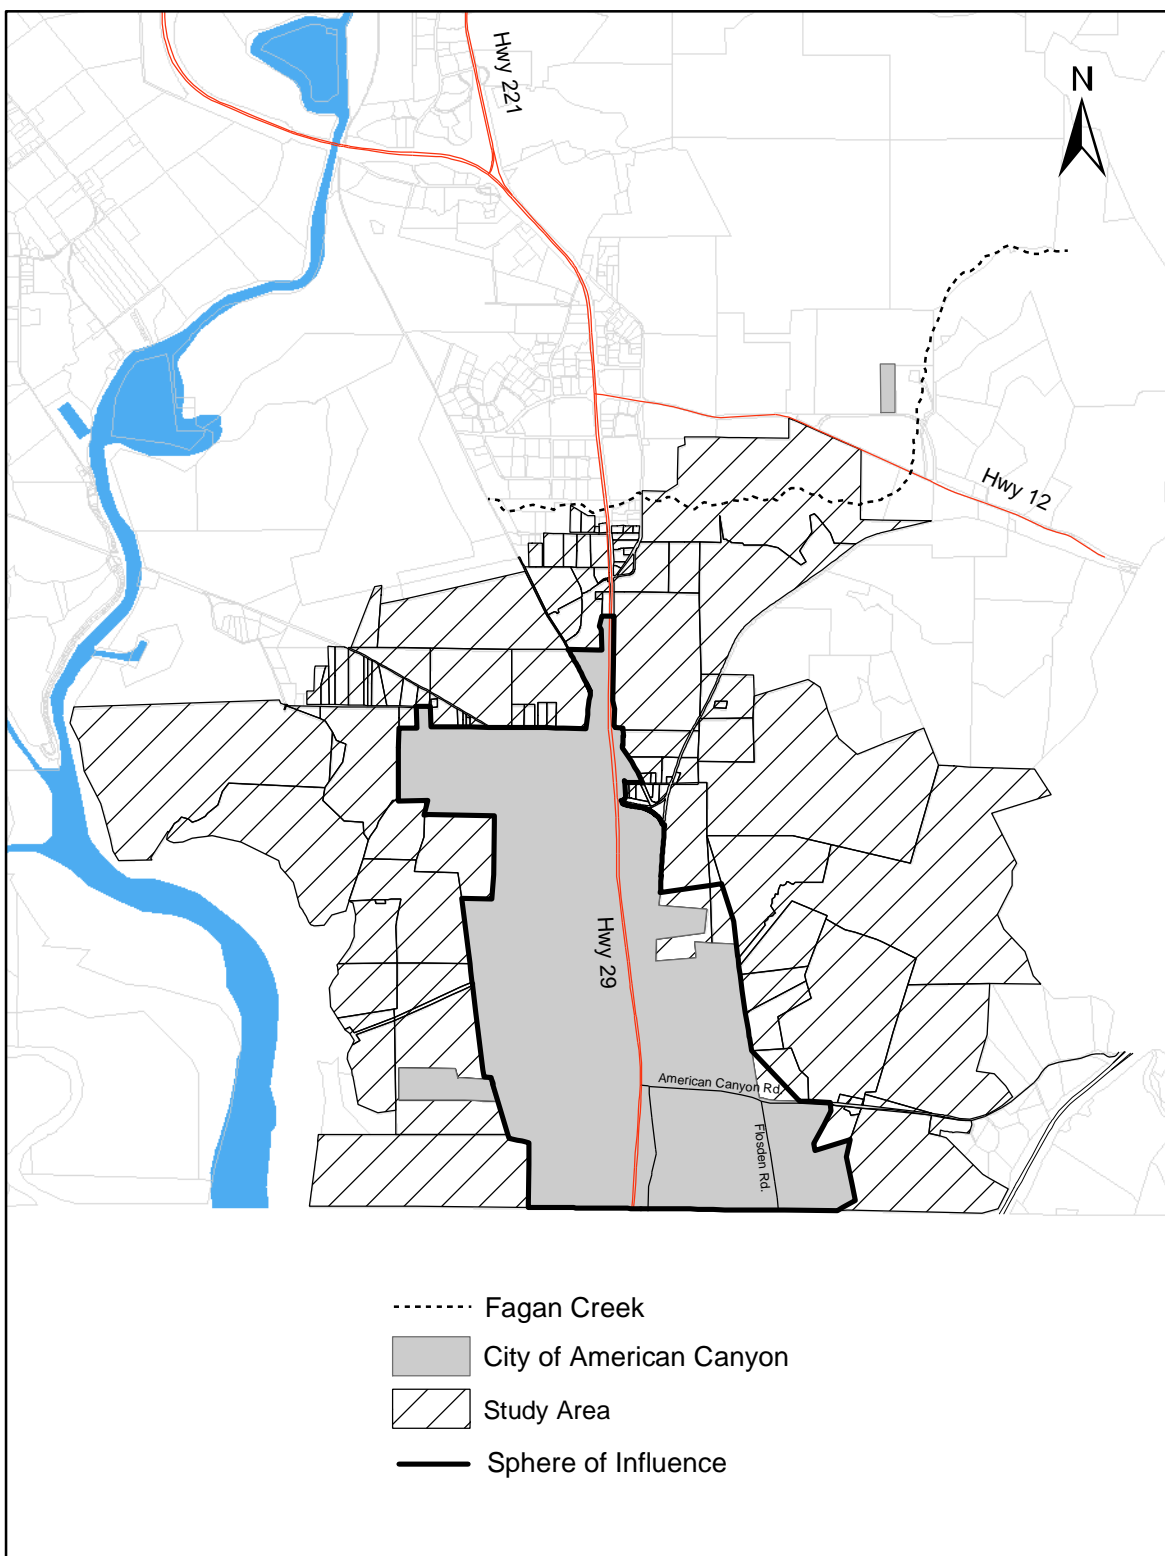 Hwy 221
N
Hwy 12
Hwy 29
American Canyon Rd.
Flosden Rd.
Fagan Creek
City of American Canyon
Study Area
Sphere of Influence